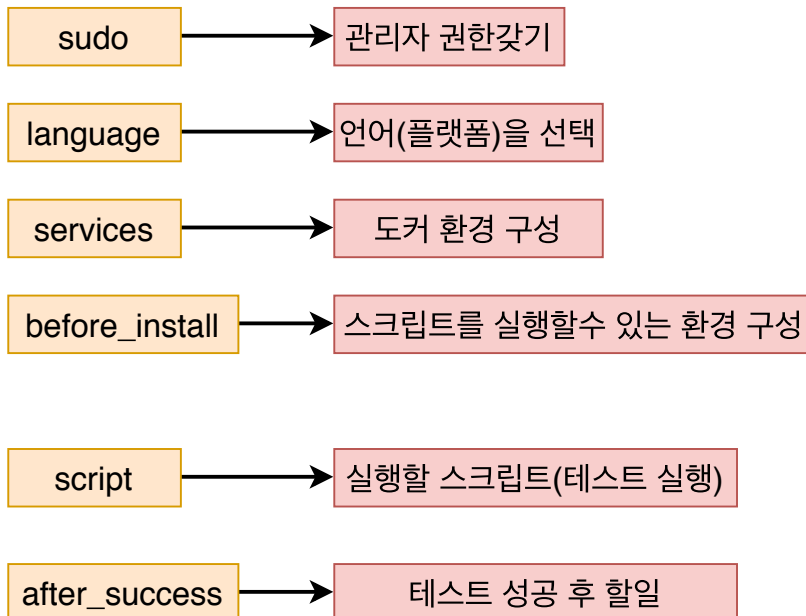 sudo
관리자 권한갖기
language
언어(플랫폼)을 선택
services
도커 환경 구성
before_install
스크립트를 실행할수 있는 환경 구성
script
실행할 스크립트(테스트 실행)
after_success
테스트 성공 후 할일